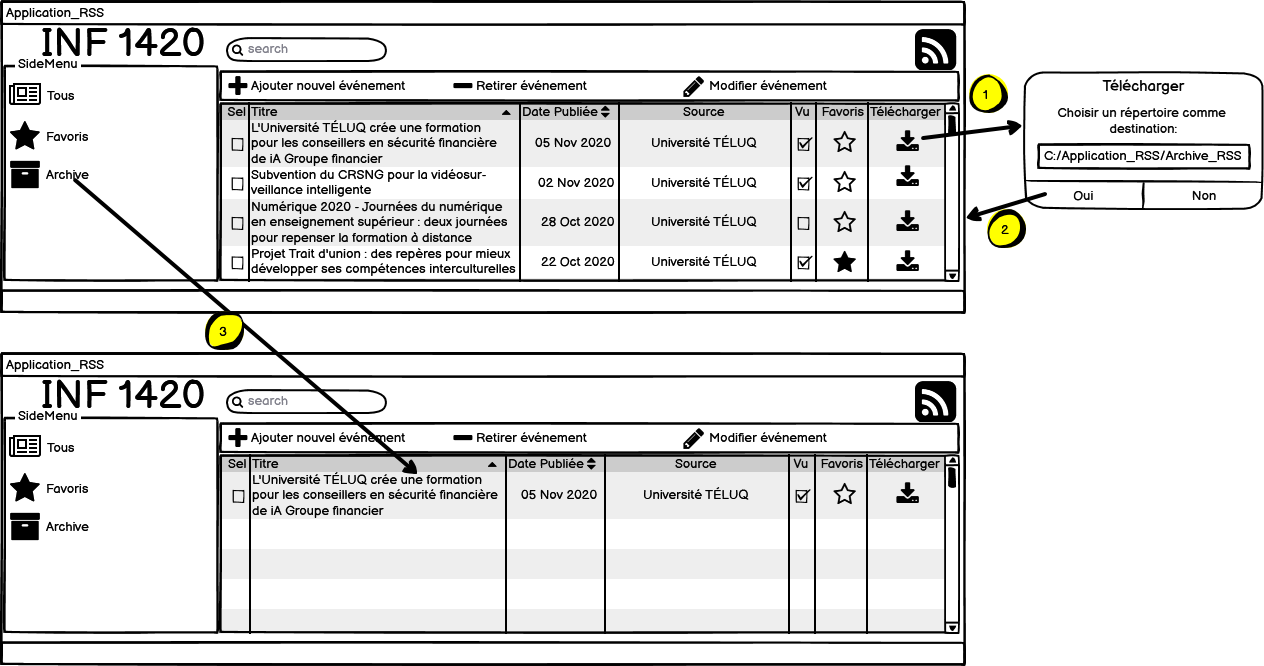 Application_RSS
INF 1420
search
SideMenu
Tous
Favoris
Archive
Ajouter nouvel événement
Retirer événement
Modifier événement
Sel Titre Date Publiée Source Vu Favoris Télécharger
L'Université TÉLUQ crée une formation
pour les conseillers en sécurité financière
de iA Groupe financier
05 Nov 2020 Université TÉLUQ
Subvention du CRSNG pour la vidéosur-
veillance intelligente
02 Nov 2020 Université TÉLUQ
Numérique 2020 - Journées du numérique
en enseignement supérieur : deux journées
pour repenser la formation à distance
28 Oct 2020 Université TÉLUQ
Projet Trait d'union : des repères pour mieux
développer ses compétences interculturelles
22 Oct 2020 Université TÉLUQ
1
Télécharger
Choisir un répertoire comme
destination:
C:/Application_RSS/Archive_RSS
Oui Non
2
3
Application_RSS
INF 1420
search
SideMenu
Tous
Favoris
Archive
Ajouter nouvel événement
Retirer événement
Modifier événement
Sel Titre Date Publiée Source Vu Favoris Télécharger
L'Université TÉLUQ crée une formation
pour les conseillers en sécurité financière
de iA Groupe financier
05 Nov 2020 Université TÉLUQ